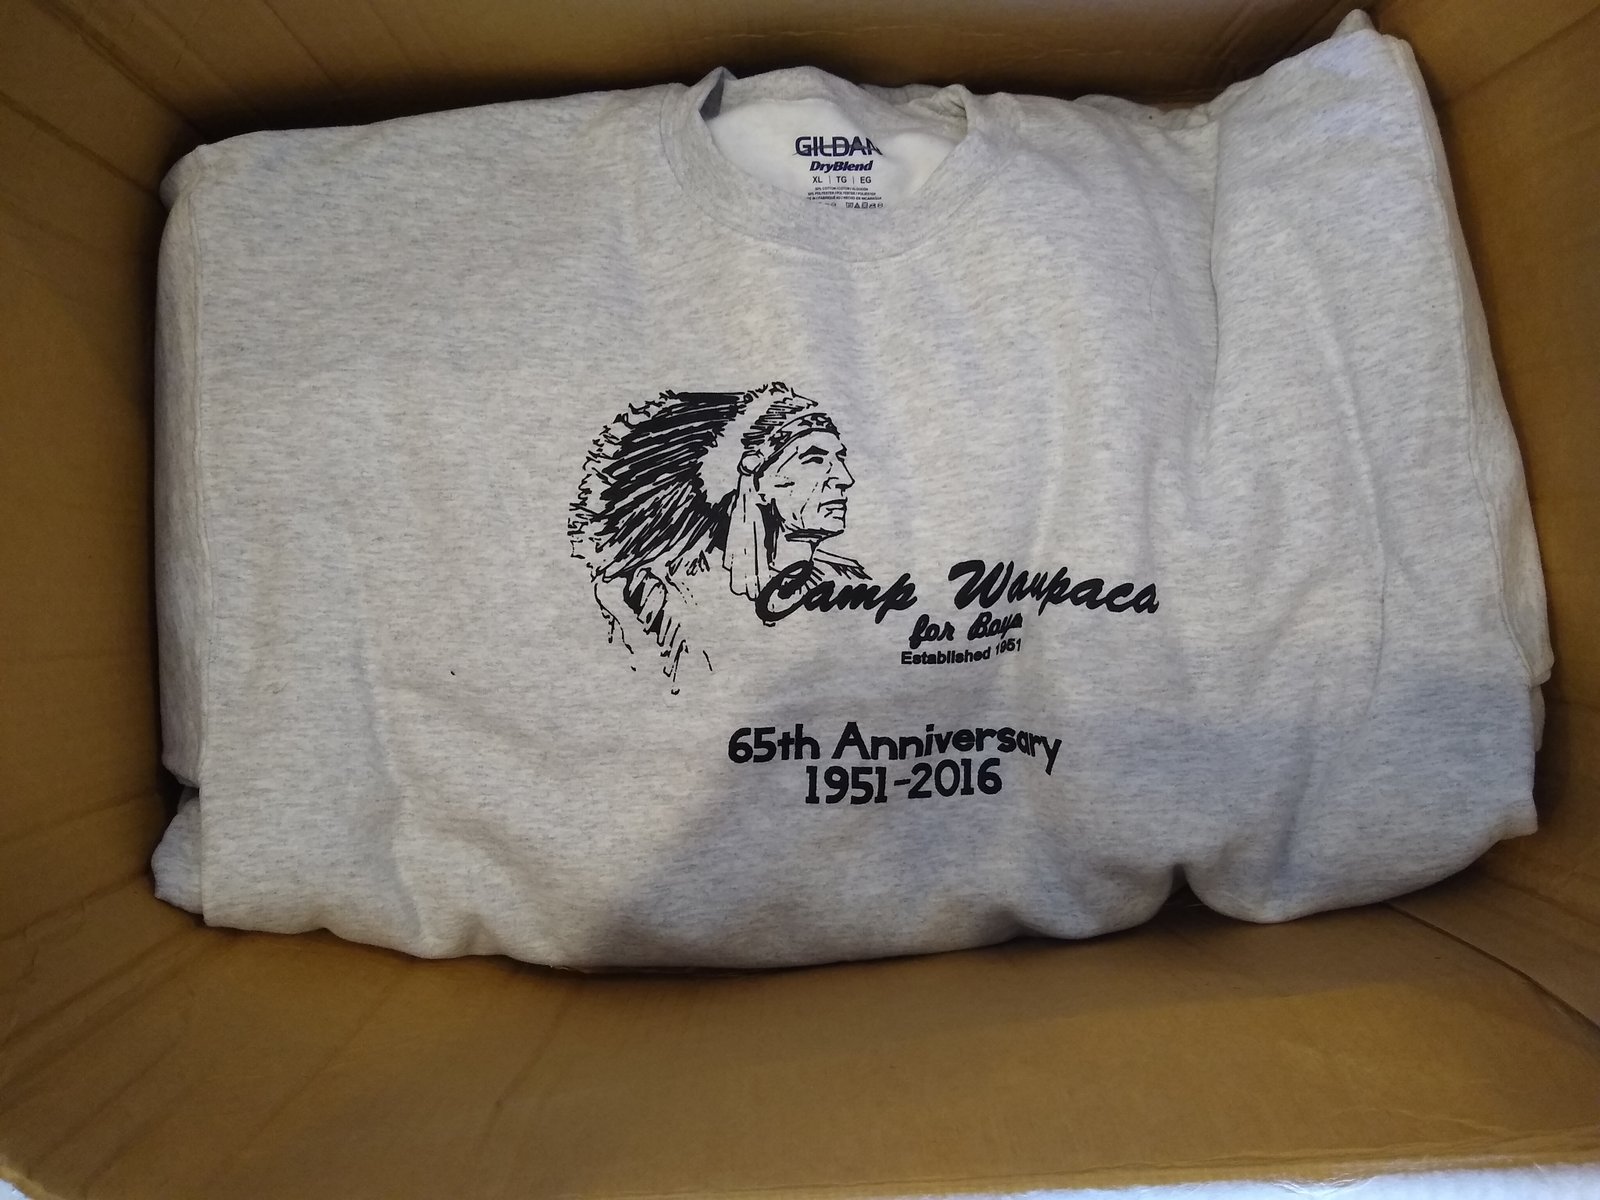 GILDAN
DryBlend
XL | TG | EG
Camp Waupaca
for Boys
Established 1951
65th Anniversary
1951-2016